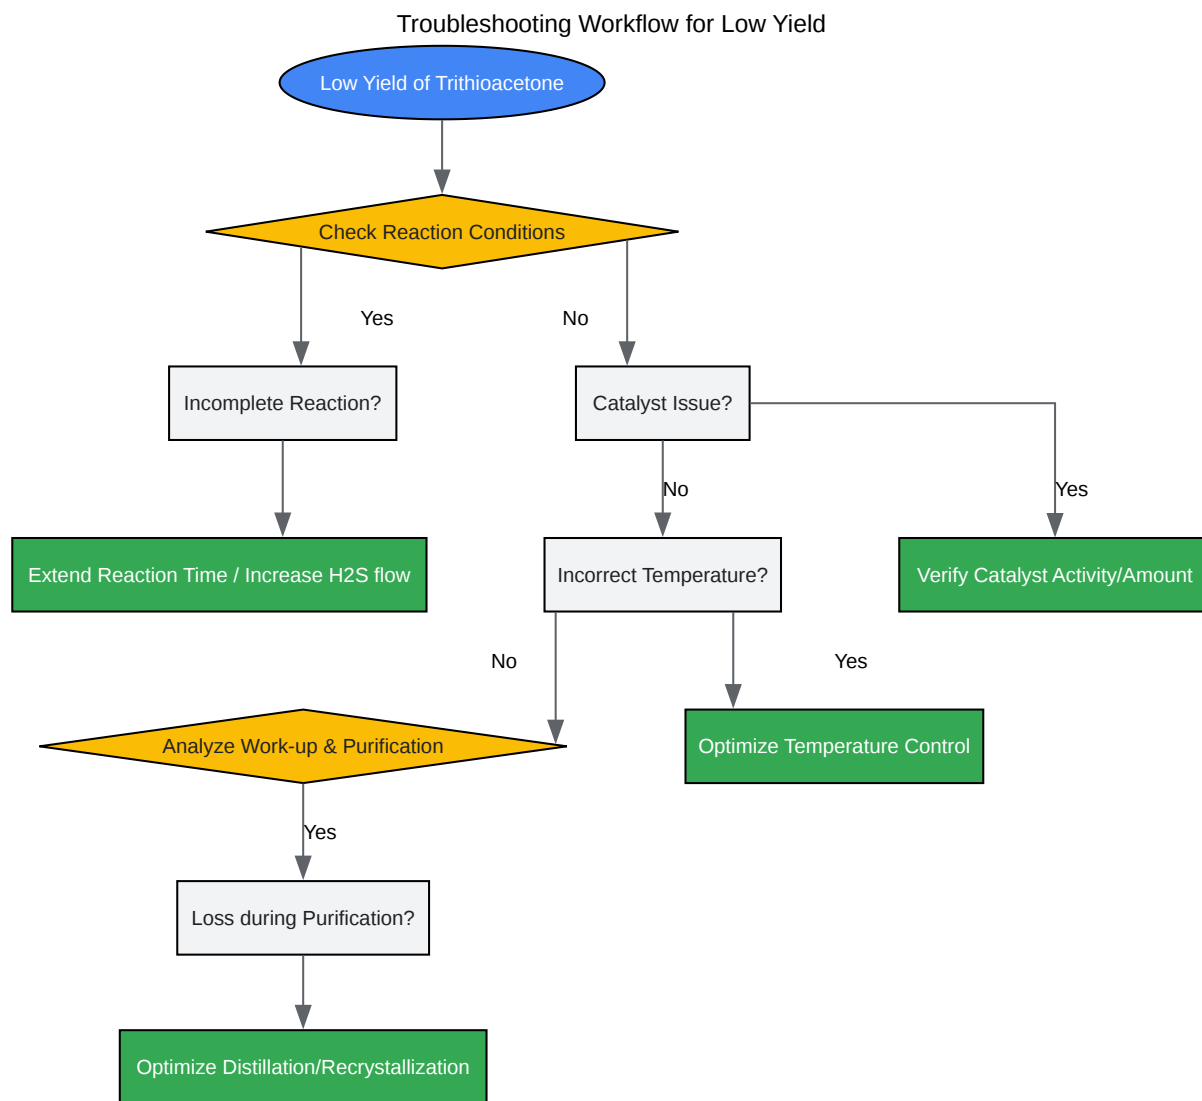 Troubleshooting Workflow for Low Yield
Low Yield of Trithioacetone
Check Reaction Conditions
Yes
No
Incomplete Reaction?
Catalyst Issue?
No
Yes
Extend Reaction Time / Increase H2S flow
Incorrect Temperature?
Verify Catalyst Activity/Amount
No
Yes
Analyze Work-up & Purification
Optimize Temperature Control
Yes
Loss during Purification?
Optimize Distillation/Recrystallization